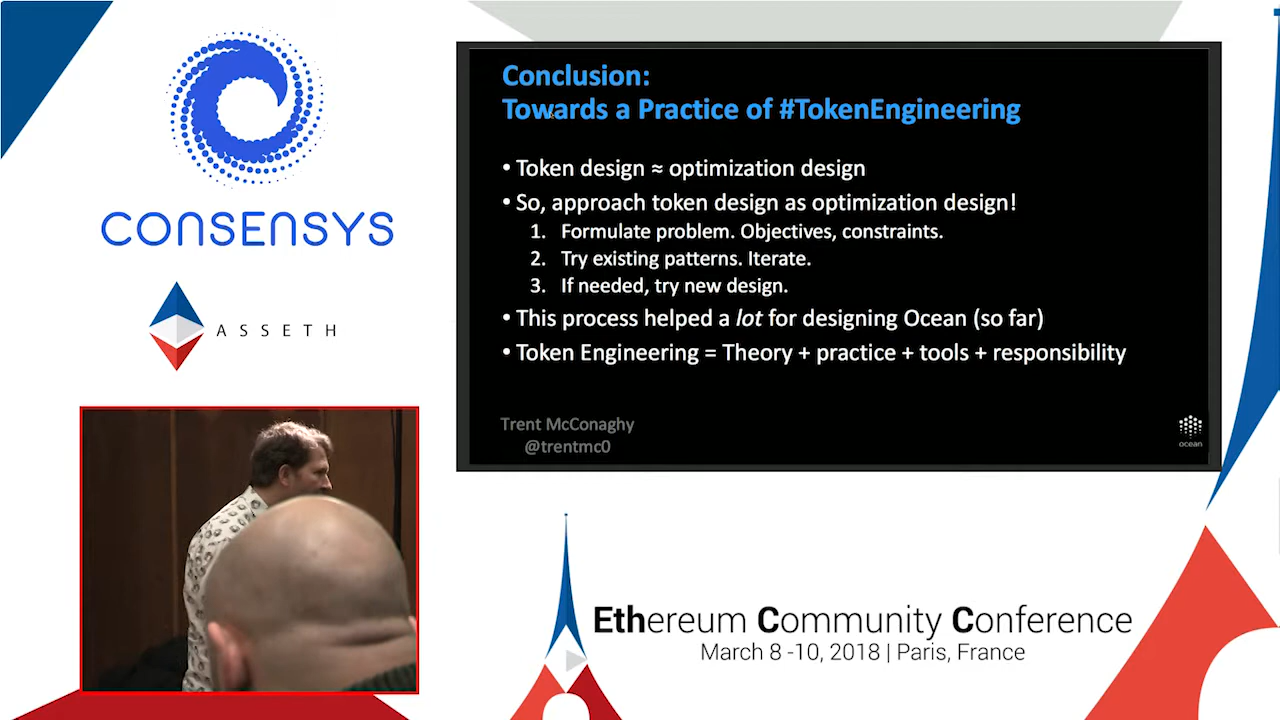 CONSENSYS
ASSETH
Conclusion:
Towards a Practice of #TokenEngineering
• Token design ≈ optimization design
• So, approach token design as optimization design!
1. Formulate problem. Objectives, constraints.
2. Try existing patterns. Iterate.
3. If needed, try new design.
• This process helped a lot for designing Ocean (so far)
• Token Engineering = Theory + practice + tools + responsibility
Trent McConaghy
@trentmc0
ocean
Ethereum Community Conference
March 8 -10, 2018 | Paris, France